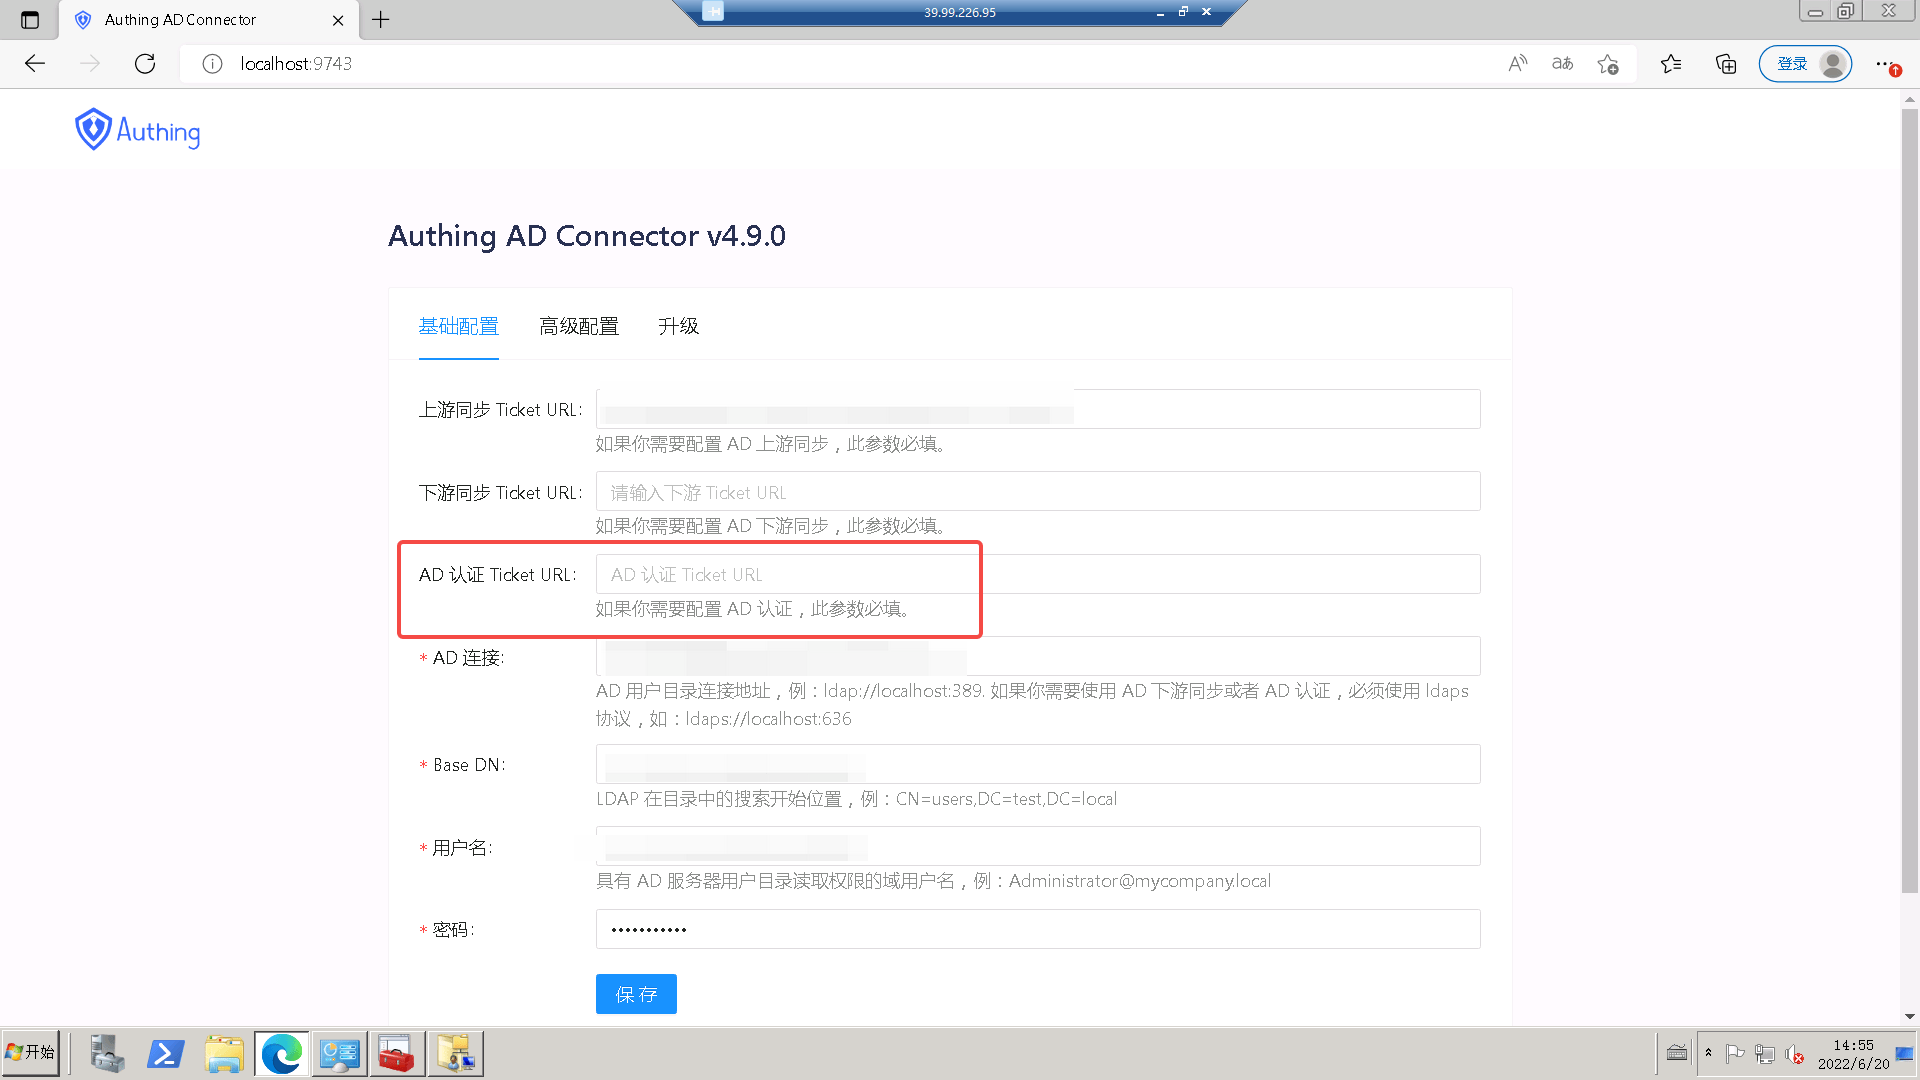 Authing AD Connector
39.99.226.95
localhost:9743
登录
Authing
Authing AD Connector v4.9.0
基础配置
高级配置
升级
上游同步 Ticket URL:
如果你需要配置 AD 上游同步，此参数必填。
下游同步 Ticket URL:
请输入下游 Ticket URL
如果你需要配置 AD 下游同步，此参数必填。
AD 认证 Ticket URL:
AD 认证 Ticket URL
如果你需要配置 AD 认证，此参数必填。
* AD 连接:
AD 用户目录连接地址，例：ldap://localhost:389. 如果你需要使用 AD 下游同步或者 AD 认证，必须使用 ldaps
协议，如：ldaps://localhost:636
* Base DN:
LDAP 在目录中的搜索开始位置，例：CN=users,DC=test,DC=local
* 用户名:
具有 AD 服务器用户目录读取权限的域用户名，例：Administrator@mycompany.local
* 密码:
•••••••••••
保 存
开始
14:55
2022/6/20